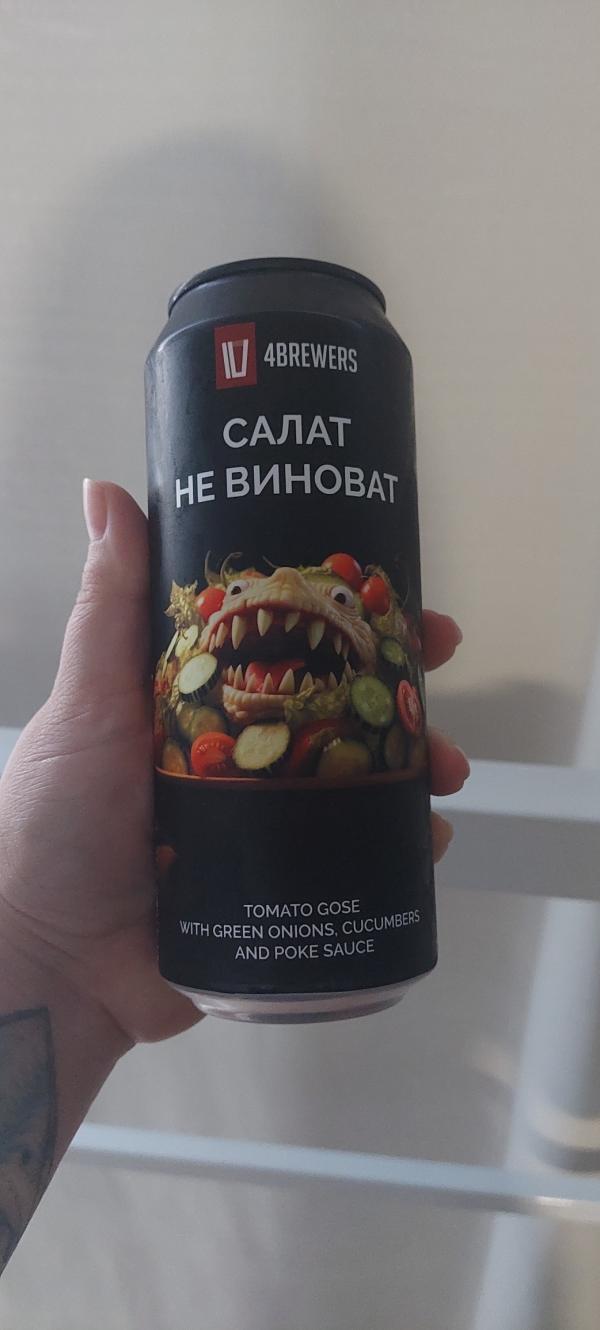 4BREWERS
САЛАТ
НЕ ВИНОВАТ
TOMATO GOSE
WITH GREEN ONIONS, CUCUMBERS
AND POKE SAUCE